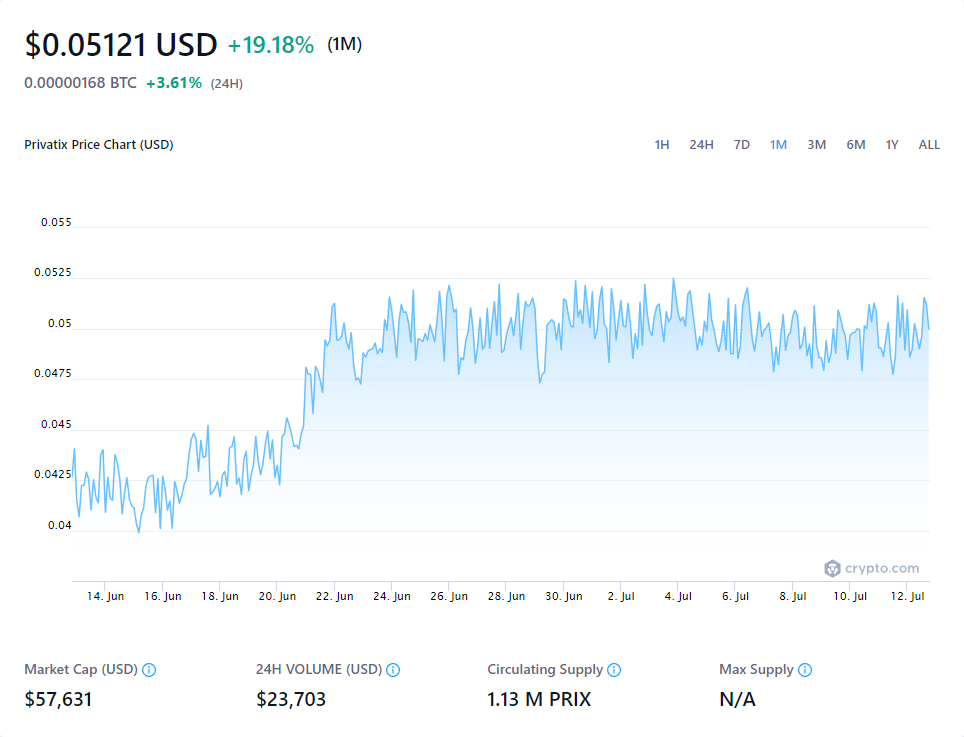 $0.05121 USD +19.18% (1M)
0.00000168 BTC +3.61% (24H)
Privatix Price Chart (USD) 1H 24H 7D 1M 3M 6M 1Y ALL
0.055
0.0525
0.05
0.0475
0.045
0.0425
0.04
crypto.com
14. Jun 16. Jun 18. Jun 20. Jun 22. Jun 24. Jun 26. Jun 28. Jun 30. Jun 2. Jul 4. Jul 6. Jul 8. Jul 10. Jul 12. Jul
Market Cap (USD) 24H VOLUME (USD) Circulating Supply Max Supply
$57,631 $23,703 1.13 M PRIX N/A